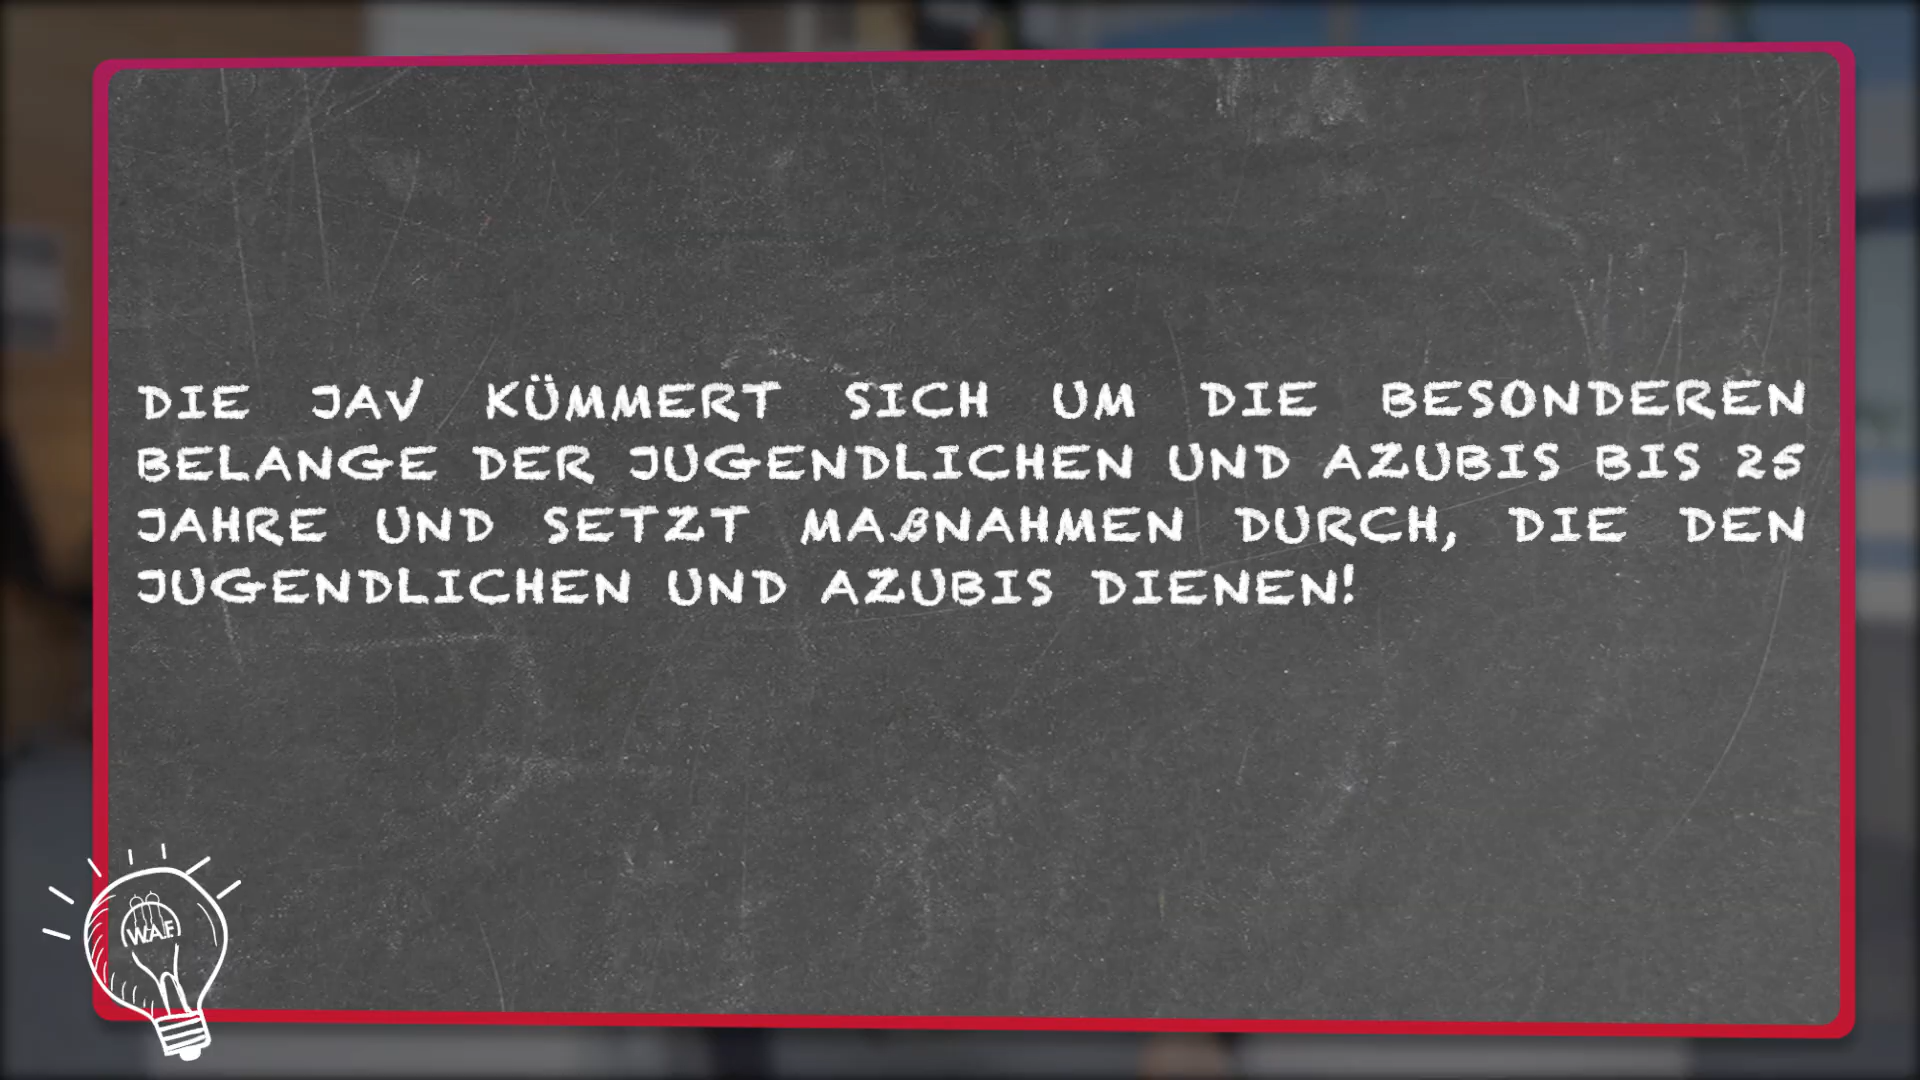 DIE JAV KÜMMERT SICH UM DIE BESONDEREN
BELANGE DER JUGENDLICHEN UND AZUBIS BIS 25
JAHRE UND SETZT MAßNAHMEN DURCH, DIE DEN
JUGENDLICHEN UND AZUBIS DIENEN!
W.A.F.